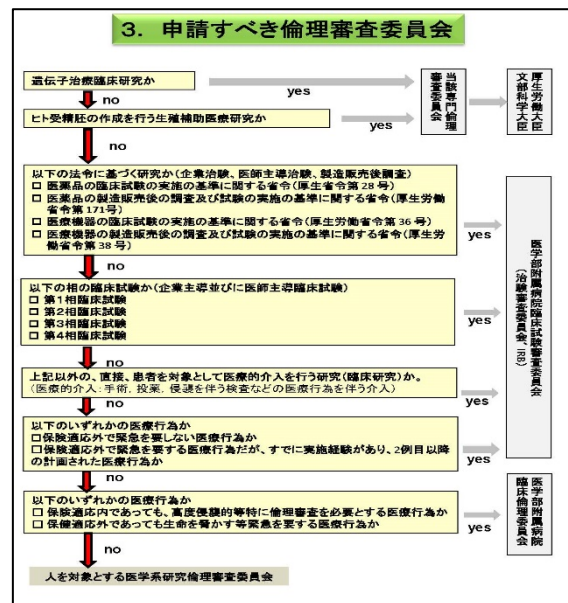 3. 申請すべき倫理審査委員会
遺伝子治療臨床研究か
yes
当該専門倫理
審査委員会
厚生労働大臣
文部科学大臣
no
ヒト受精胚の作成を行う生殖補助医療研究か
yes
no
以下の法令に基づく研究か(企業治験、医師主導治験、製造販売後調査)
□ 医薬品の臨床試験の実施の基準に関する省令(厚生省令第28号)
□ 医薬品の製造販売後の調査及び試験の実施の基準に関する省令(厚生労働
省令第171号)
□ 医療機器の臨床試験の実施の基準に関する省令(厚生労働省令第36号)
□ 医療機器の製造販売後の調査及び試験の実施の基準に関する省令(厚生労
働省令第38号)
yes
no
以下の相の臨床試験か(企業主導並びに医師主導臨床試験)
□ 第1相臨床試験
□ 第2相臨床試験
□ 第3相臨床試験
□ 第4相臨床試験
yes
医学部附属病院臨床試験審査委員会
(治験審査委員会、IRB)
no
上記以外の、直接、患者を対象として医療的介入を行う研究(臨床研究)か。
(医療的介入:手術、投薬、侵襲を伴う検査などの医療行為を伴う介入)
yes
no
以下のいずれかの医療行為か
□保険適応外で緊急を要しない医療行為か
□保険適応外で緊急を要する医療行為だが、すでに実施経験があり、2例目以降
の計画された医療行為か
yes
no
以下のいずれかの医療行為か
□ 保険適応内であっても、高度侵襲的等特に倫理審査を必要とする医療行為か
□ 保健適応外であっても生命を脅かす等緊急を要する医療行為か
yes
医学部附属病院
臨床倫理委員会
no
人を対象とする医学系研究倫理審査委員会